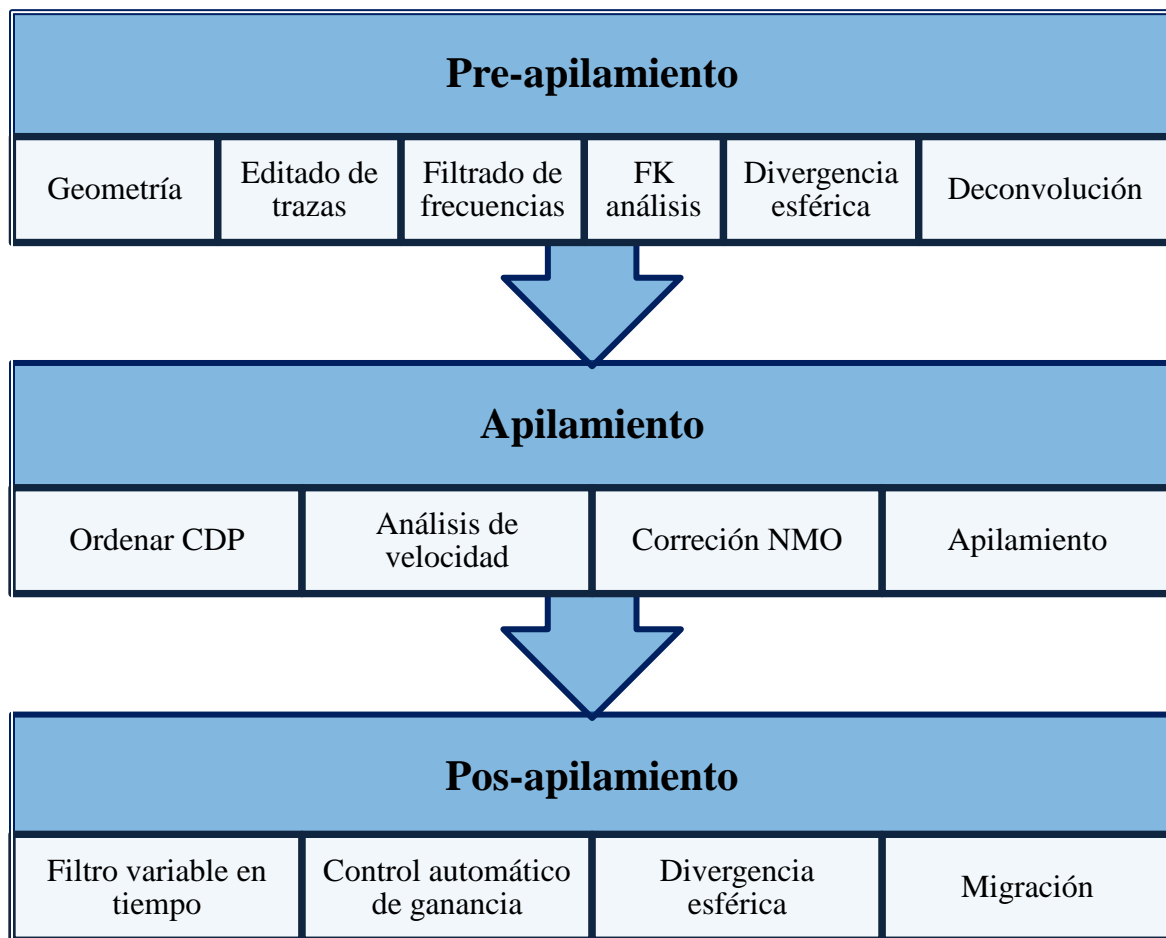 Pre-apilamiento
Geometría
Editado de
trazas
Filtrado de
frecuencias
FK
análisis
Divergencia
esférica
Deconvolución
Apilamiento
Ordenar CDP
Análisis de
velocidad
Correción NMO
Apilamiento
Pos-apilamiento
Filtro variable en
tiempo
Control automático
de ganancia
Divergencia
esférica
Migración